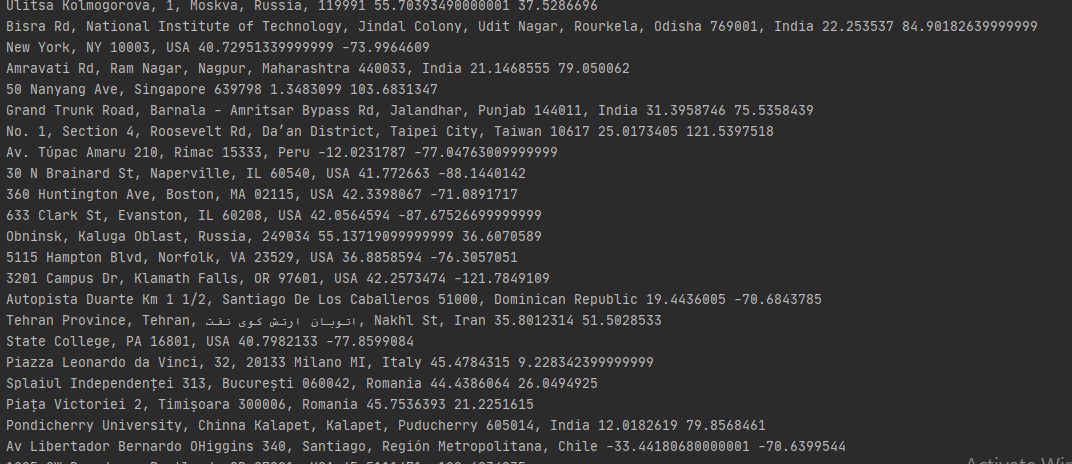 Ulitsa Kolmogorova, 1, Moskva, Russia, 119991 55.70393490000001 37.5286696
Bisra Rd, National Institute of Technology, Jindal Colony, Udit Nagar, Rourkela, Odisha 769001, India 22.253537 84.90182639999999
New York, NY 10003, USA 40.72951339999999 -73.9964609
Amravati Rd, Ram Nagar, Nagpur, Maharashtra 440033, India 21.1468555 79.050062
50 Nanyang Ave, Singapore 639798 1.3483099 103.6831347
Grand Trunk Road, Barnala - Amritsar Bypass Rd, Jalandhar, Punjab 144011, India 31.3958746 75.5358439
No. 1, Section 4, Roosevelt Rd, Da’an District, Taipei City, Taiwan 10617 25.0173405 121.5397518
Av. Túpac Amaru 210, Rímac 15333, Peru -12.0231787 -77.04763009999999
30 N Brainard St, Naperville, IL 60540, USA 41.772663 -88.1440142
360 Huntington Ave, Boston, MA 02115, USA 42.3398067 -71.0891717
633 Clark St, Evanston, IL 60208, USA 42.0564594 -87.67526699999999
Obninsk, Kaluga Oblast, Russia, 249034 55.13719099999999 36.6070589
5115 Hampton Blvd, Norfolk, VA 23529, USA 36.8858594 -76.3057051
3201 Campus Dr, Klamath Falls, OR 97601, USA 42.2573474 -121.7849109
Autopista Duarte Km 1 1/2, Santiago De Los Caballeros 51000, Dominican Republic 19.4436005 -70.6843785
Tehran Province, Tehran, اتوبان ارتش کوی نفت, Nakhl St, Iran 35.8012314 51.5028533
State College, PA 16801, USA 40.7982133 -77.8599084
Piazza Leonardo da Vinci, 32, 20133 Milano MI, Italy 45.4784315 9.228342399999999
Splaiul Independenței 313, București 060042, Romania 44.4386064 26.0494925
Piața Victoriei 2, Timișoara 300006, Romania 45.7536393 21.2251615
Pondicherry University, Chinna Kalapet, Kalapet, Puducherry 605014, India 12.0182619 79.8568461
Av Libertador Bernardo OHiggins 340, Santiago, Región Metropolitana, Chile -33.44180680000001 -70.6399544